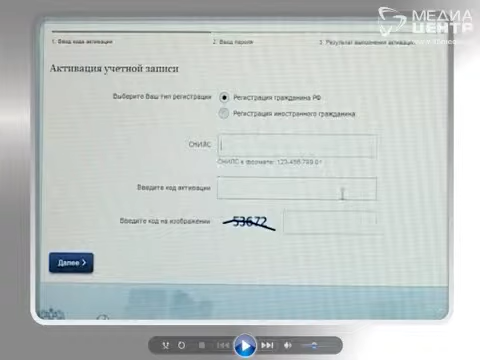 МЕДИА
ЦЕНТР
1. Ввод кода активации
2. Ввод пароля
3. Результат выполнения активации
Активация учетной записи
Выберите Ваш тип регистрации
Регистрация гражданина РФ
Регистрация иностранного гражданина
СНИЛС
СНИЛС в формате: 123-456-789 01
Введите код активации
Введите код на изображении
53672
Далее >